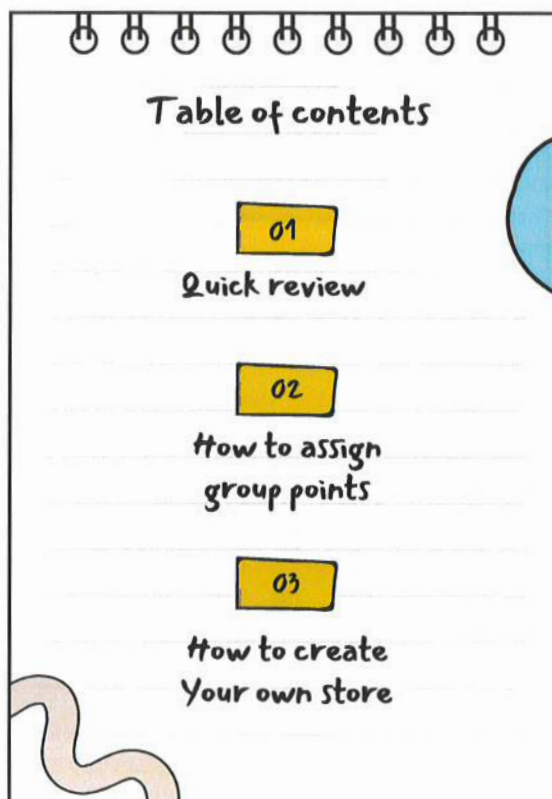 Table of contents
01
Quick review
02
How to assign
group points
03
How to create
Your own store